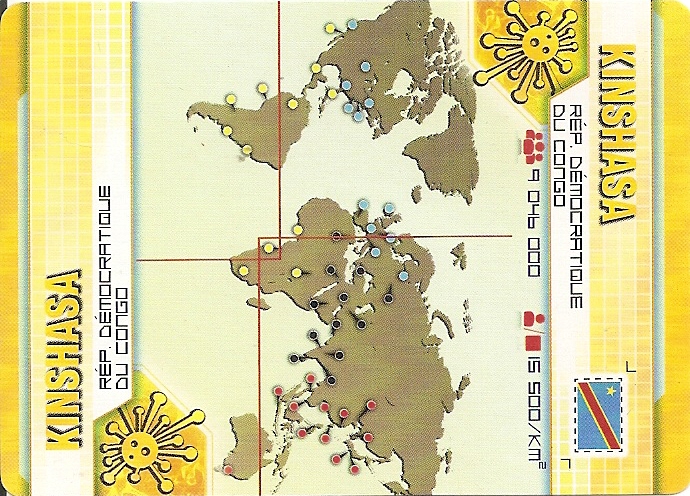 KINSHASA
RÉP. DÉMOCRATIQUE
DU CONGO
9 046 000 / 15 500/KM²
RÉP. DÉMOCRATIQUE
DU CONGO
KINSHASA